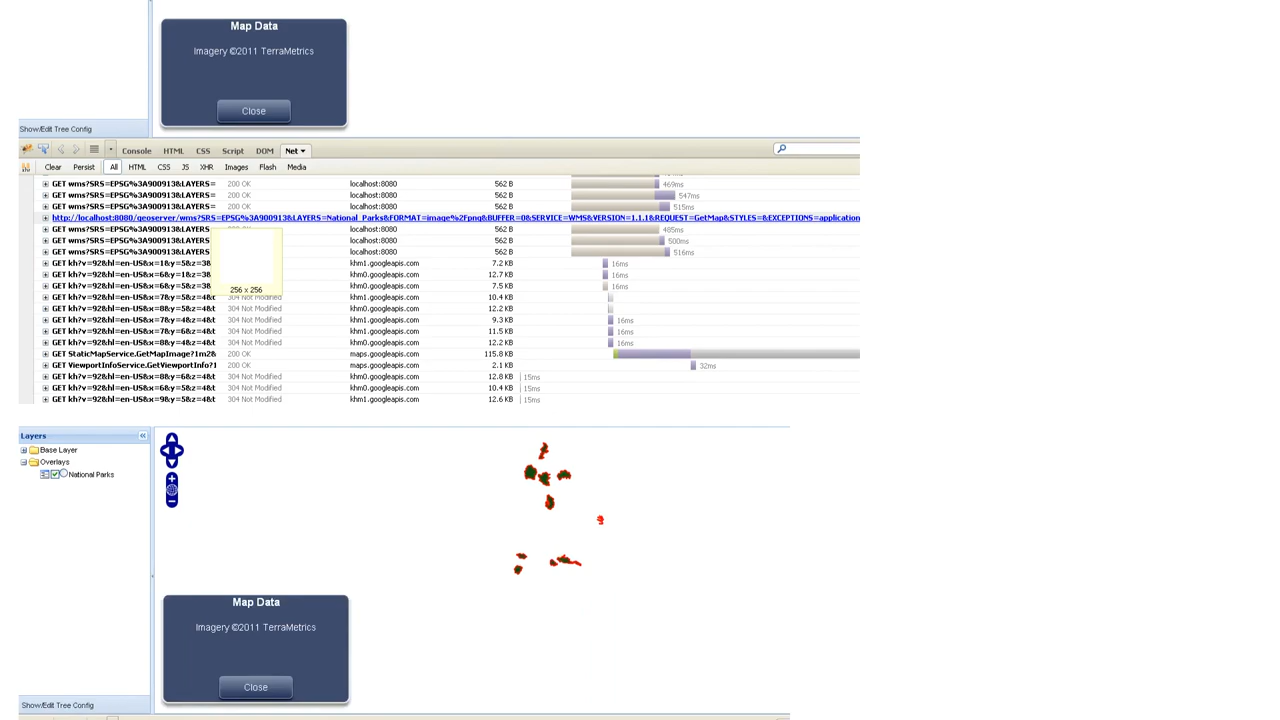 Map Data
Imagery ©2011 TerraMetrics
Close
Show/Edit Tree Config
Console HTML CSS Script DOM Net
Clear Persist All HTML CSS JS XHR Images Flash Media
469ms
GET wms?SRS=EPSG%3A900913&LAYERS= 200 OK localhost:8080 562 B
GET wms?SRS=EPSG%3A900913&LAYERS= 200 OK localhost:8080 562 B 547ms
GET wms?SRS=EPSG%3A900913&LAYERS= 200 OK localhost:8080 562 B 515ms
http://localhost:8080/geoserver/wms?SRS=EPSG%3A900913&LAYERS=National_Parks&FORMAT=image%2Fpng&BUFFER=0&SERVICE=WMS&VERSION=1.1.1&REQUEST=GetMap&STYLES=&EXCEPTIONS=application
GET wms?SRS=EPSG%3A900913&LAYERS localhost:8080 562 B 485ms
GET wms?SRS=EPSG%3A900913&LAYERS localhost:8080 562 B 500ms
GET wms?SRS=EPSG%3A900913&LAYERS localhost:8080 562 B 516ms
GET kh?v=92&hl=en-US&x=1&y=5&z=3& khm1.googleapis.com 7.2 KB 16ms
GET kh?v=92&hl=en-US&x=6&y=1&z=3& khm0.googleapis.com 12.7 KB 16ms
GET kh?v=92&hl=en-US&x=6&y=0&z=3& khm0.googleapis.com 7.5 KB 16ms
256 x 256
GET kh?v=92&hl=en-US&x=7&y=8&z=4&t 304 Not Modified khm1.googleapis.com 10.4 KB
GET kh?v=92&hl=en-US&x=8&y=8&z=4&t 304 Not Modified khm0.googleapis.com 12.2 KB
GET kh?v=92&hl=en-US&x=7&y=4&z=4&t 304 Not Modified khm1.googleapis.com 9.3 KB 16ms
GET kh?v=92&hl=en-US&x=7&y=6&z=4&t 304 Not Modified khm1.googleapis.com 11.5 KB 16ms
GET kh?v=92&hl=en-US&x=8&y=4&z=4&t 304 Not Modified khm0.googleapis.com 12.2 KB 16ms
GET StaticMapService.GetMapImage?1m2& 200 OK maps.googleapis.com 115.8 KB
GET ViewportInfoService.GetViewportInfo?1 200 OK maps.googleapis.com 2.1 KB 32ms
GET kh?v=92&hl=en-US&x=8&y=6&z=4&t 304 Not Modified khm0.googleapis.com 12.8 KB 15ms
GET kh?v=92&hl=en-US&x=6&y=5&z=4&t 304 Not Modified khm0.googleapis.com 10.4 KB 15ms
GET kh?v=92&hl=en-US&x=9&y=5&z=4&t 304 Not Modified khm1.googleapis.com 12.6 KB 15ms
Layers
Base Layer
Overlays
National Parks
Map Data
Imagery ©2011 TerraMetrics
Close
Show/Edit Tree Config